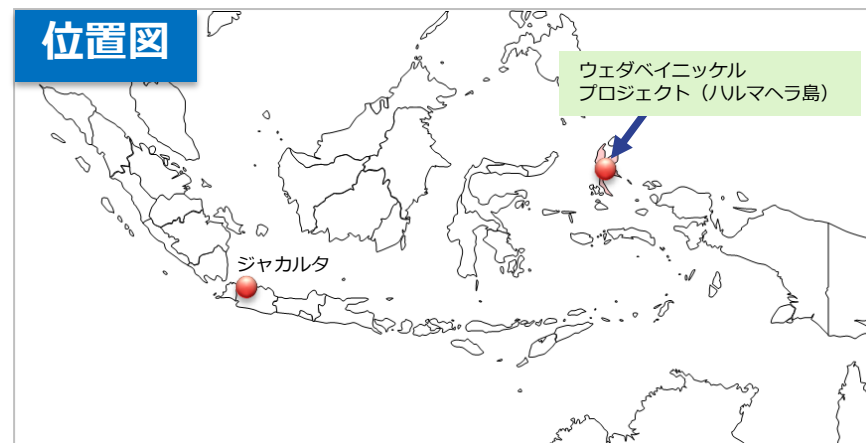 位置図
ウェダベイニッケル
プロジェクト（ハルマヘラ島）
ジャカルタ